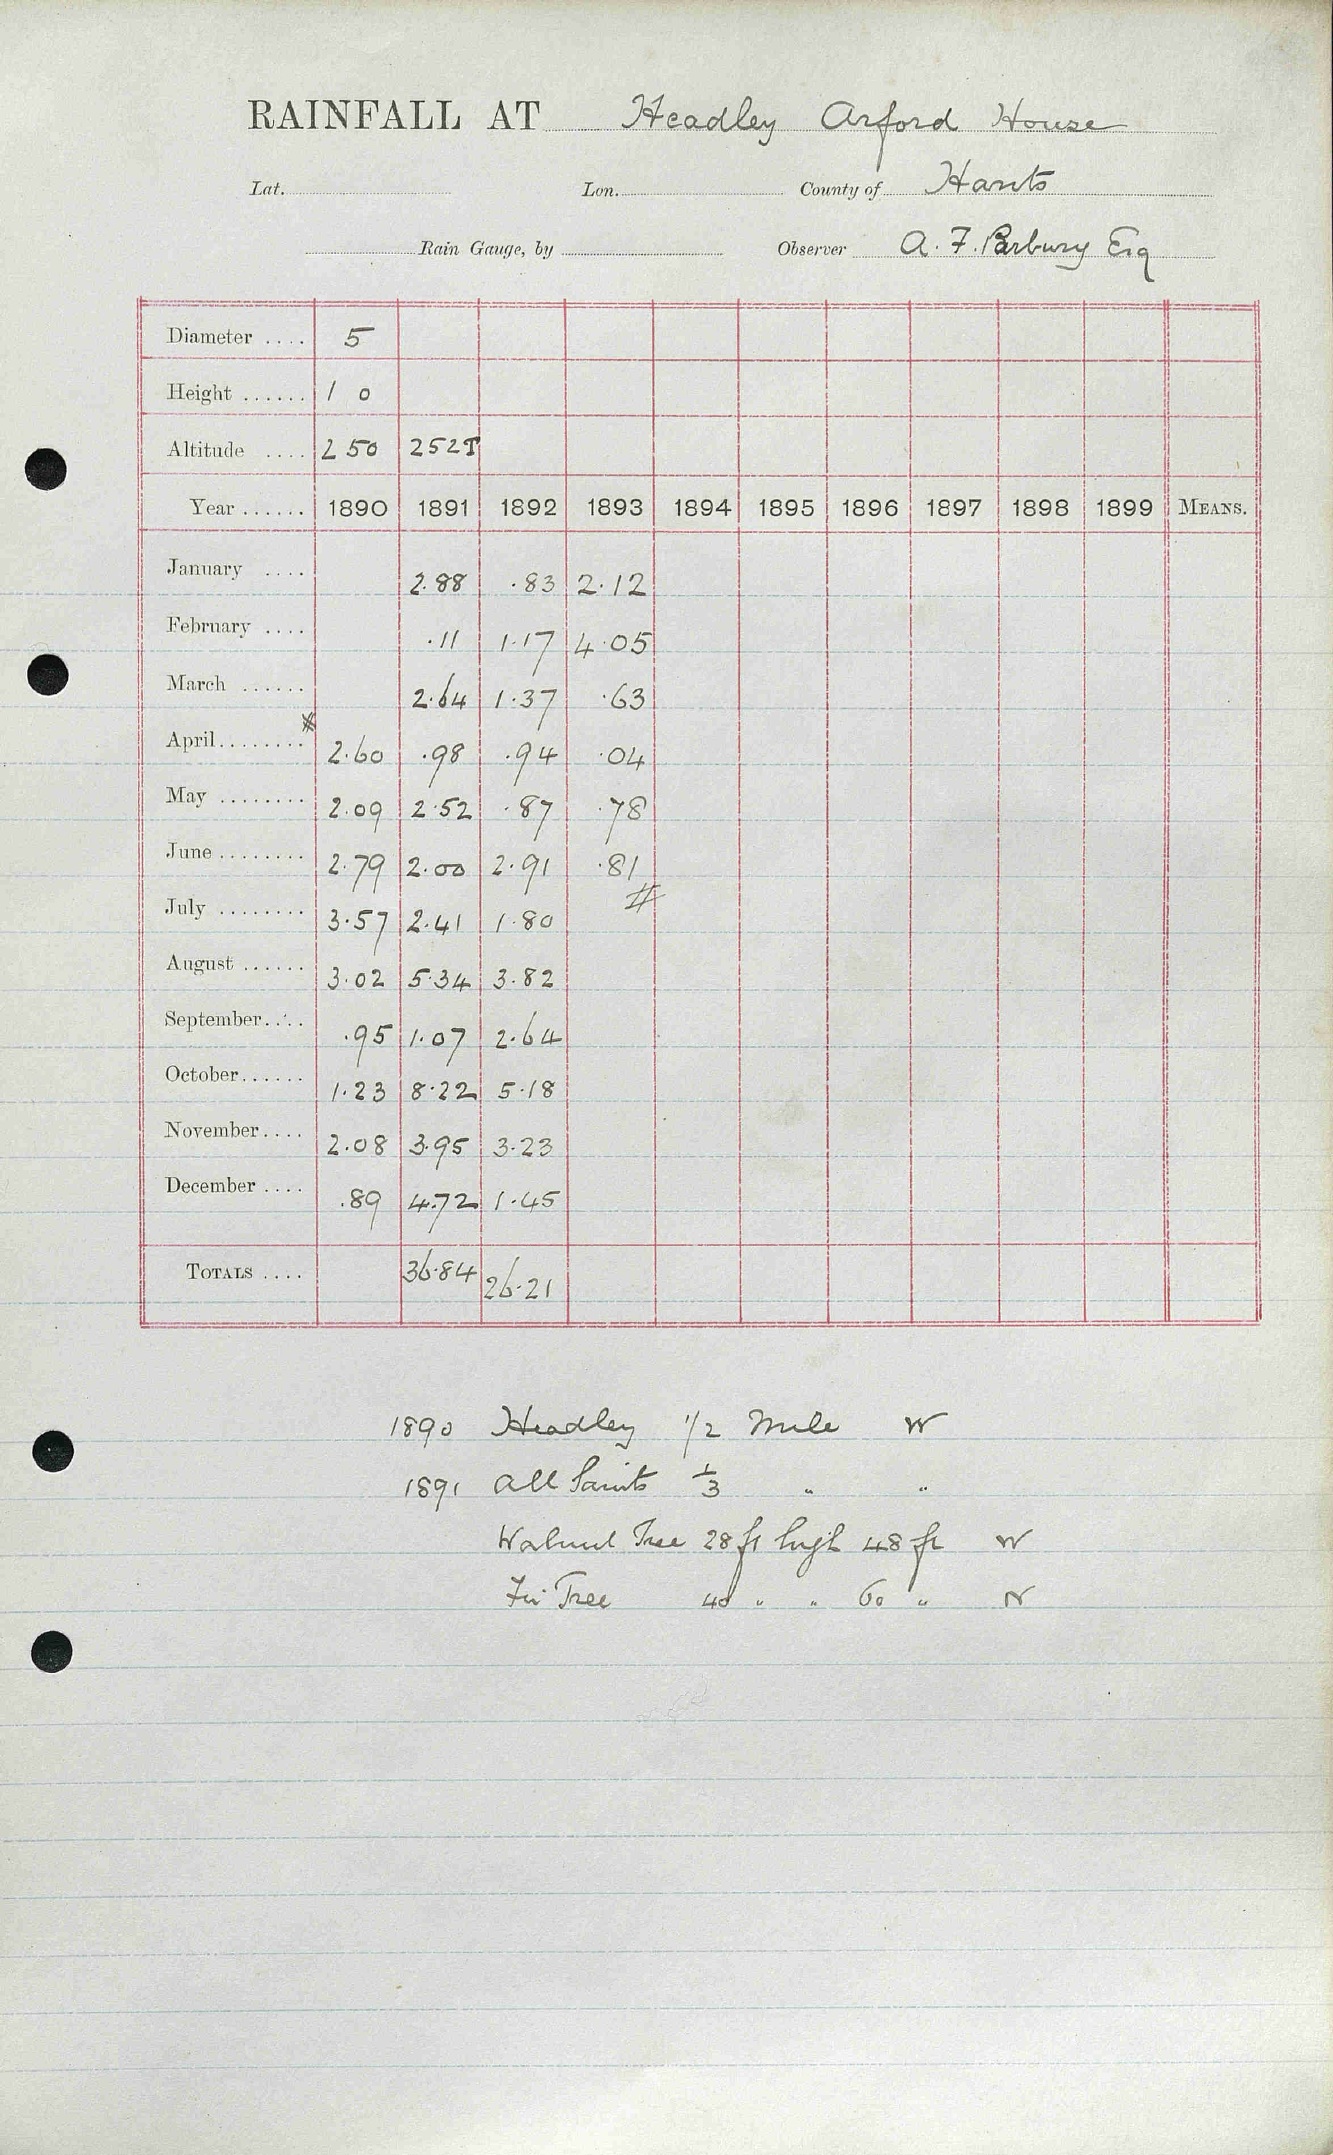 RAINFALL AT Headley Arford House
Lat. Lon. County of Hants
Rain Gauge, by Observer A. F. Parbury Esq
Diameter .... 5
Height ...... 1 0
Altitude .... 250 252T
Year ...... 1890 1891 1892 1893 1894 1895 1896 1897 1898 1899 MEANS.
January .... 2.88 .83 2.12
February .... .11 1.17 4.05
March ...... 2.64 1.37 .63
April ........ 2.60 .98 .94 .04
May ........ 2.09 2.52 .87 .78
June ........ 2.79 2.00 2.91 .81
July ........ 3.57 2.41 1.80
August ...... 3.02 5.34 3.82
September .... .95 1.07 2.64
October ...... 1.23 8.22 5.18
November .... 2.08 3.95 3.23
December .... .89 4.72 1.45
TOTALS .... 36.84 26.21
1890 Headley 1/2 Mile W
1891 All Saints 1/3 " "
Walnut Tree 28 ft high 48 ft W
Fir Tree 40 " " 60 " N